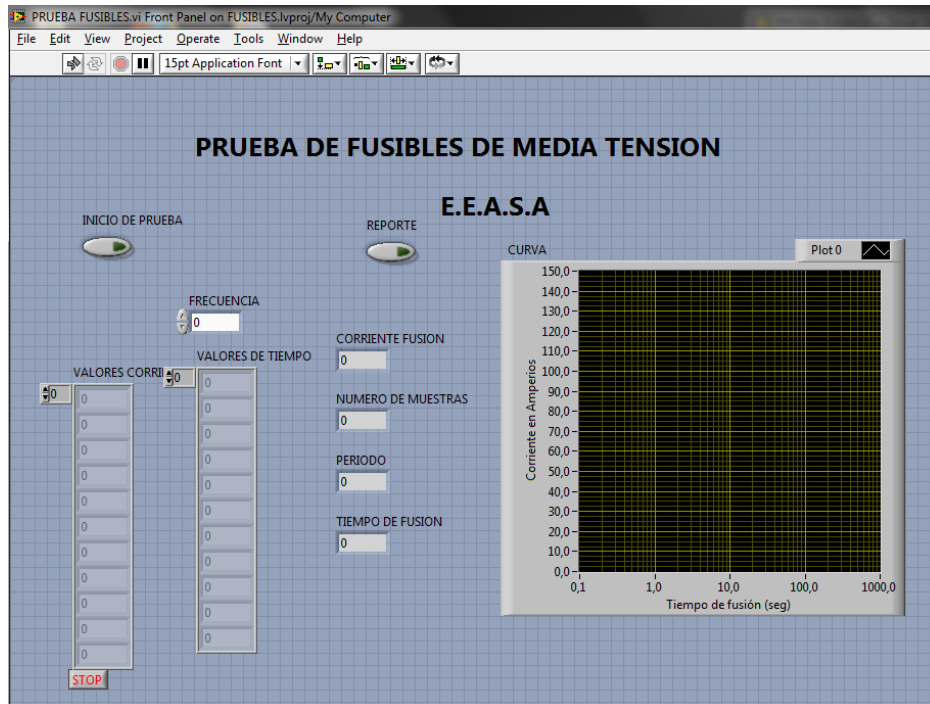 PRUEBA FUSIBLES.vi Front Panel on FUSIBLES.lvproj/My Computer
File Edit View Project Operate Tools Window Help
15pt Application Font
PRUEBA DE FUSIBLES DE MEDIA TENSION
E.E.A.S.A
INICIO DE PRUEBA
REPORTE
FRECUENCIA
0
VALORES CORRI
0
0
0
0
0
0
0
0
0
0
0
0
VALORES DE TIEMPO
0
0
0
0
0
0
0
0
0
0
0
0
STOP
CORRIENTE FUSION
0
NUMERO DE MUESTRAS
0
PERIODO
0
TIEMPO DE FUSION
0
CURVA
Plot 0
Corriente en Amperios
150,0
140,0
130,0
120,0
110,0
100,0
90,0
80,0
70,0
60,0
50,0
40,0
30,0
20,0
10,0
0,0
0,1 1,0 10,0 100,0 1000,0
Tiempo de fusión (seg)